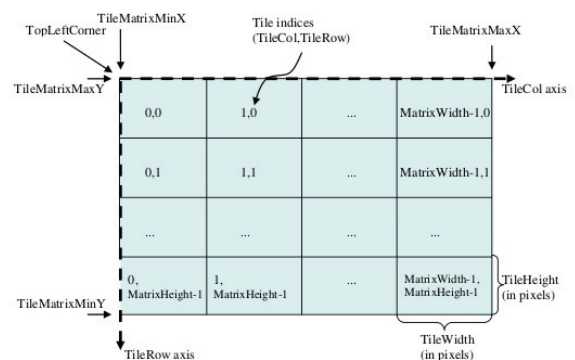 TileMatrixMinX
TopLeftCorner
Tile indices
(TileCol,TileRow)
TileMatrixMaxX
TileMatrixMaxY
TileCol axis
0,0
1,0
...
MatrixWidth-1,0
0,1
1,1
...
MatrixWidth-1,1
...
...
...
0,
MatrixHeight-1
1,
MatrixHeight-1
...
MatrixWidth-1,
MatrixHeight-1
TileHeight
(in pixels)
TileMatrixMinY
TileWidth
(in pixels)
TileRow axis